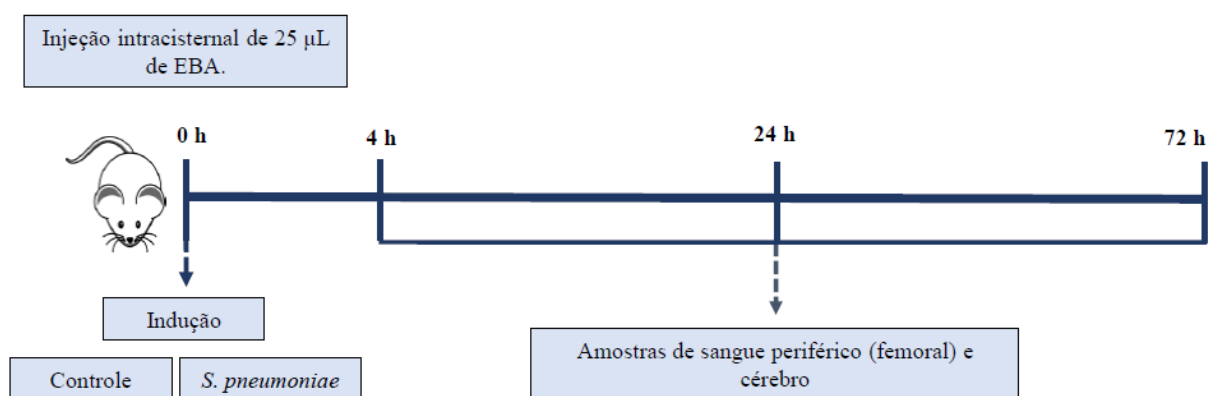 Injeção intracisternal de 25 μL
de EBA.
0 h
4 h
24 h
72 h
Indução
Controle
S. pneumoniae
Amostras de sangue periférico (femoral) e
cérebro